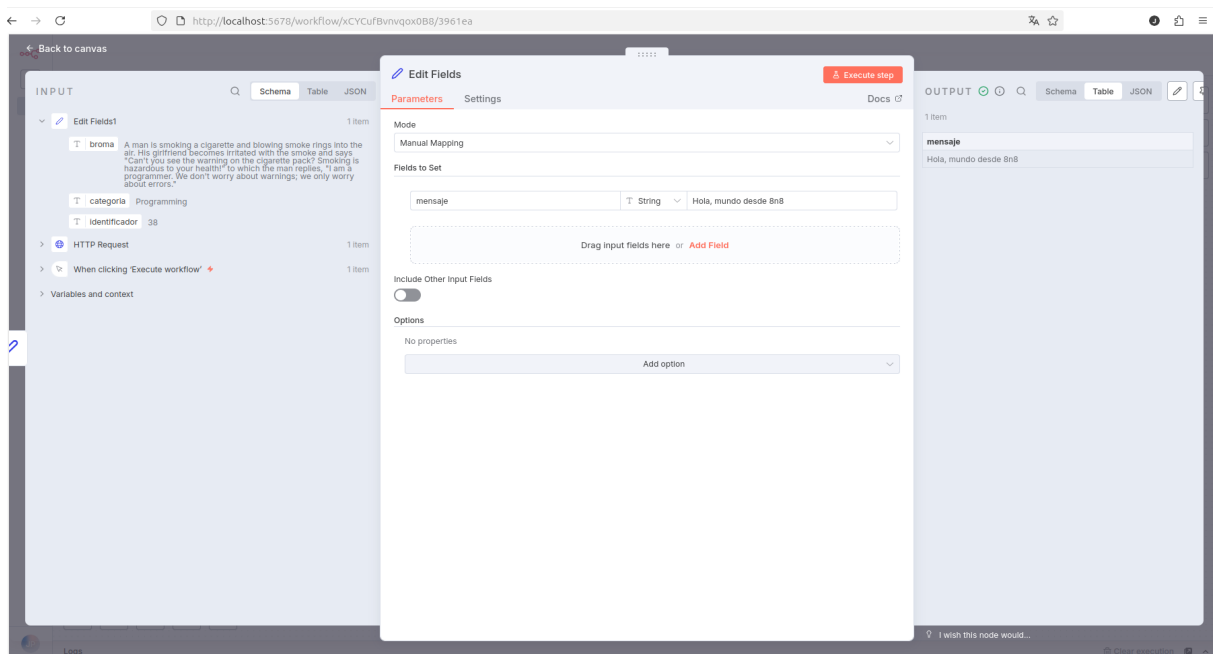 http://localhost:5678/workflow/xCYCufBvnvqox0B8/3961ea
Back to canvas
INPUT
Schema Table JSON
Edit Fields1 1 item
T broma A man is smoking a cigarette and blowing smoke rings into the
air. His girlfriend becomes irritated with the smoke and says
"Can't you see the warning on the cigarette pack? Smoking is
hazardous to your health!" to which the man replies, "I am a
programmer. We don't worry about warnings; we only worry
about errors."
T categoria Programming
T identificador 38
HTTP Request 1 item
When clicking ‘Execute workflow’ 1 item
Variables and context
Edit Fields
Execute step
Parameters Settings Docs
Mode
Manual Mapping
Fields to Set
mensaje T String Hola, mundo desde 8n8
Drag input fields here or Add Field
Include Other Input Fields
Options
No properties
Add option
OUTPUT
Schema Table JSON
1 item
mensaje
Hola, mundo desde 8n8
I wish this node would...
Logs
Clear execution